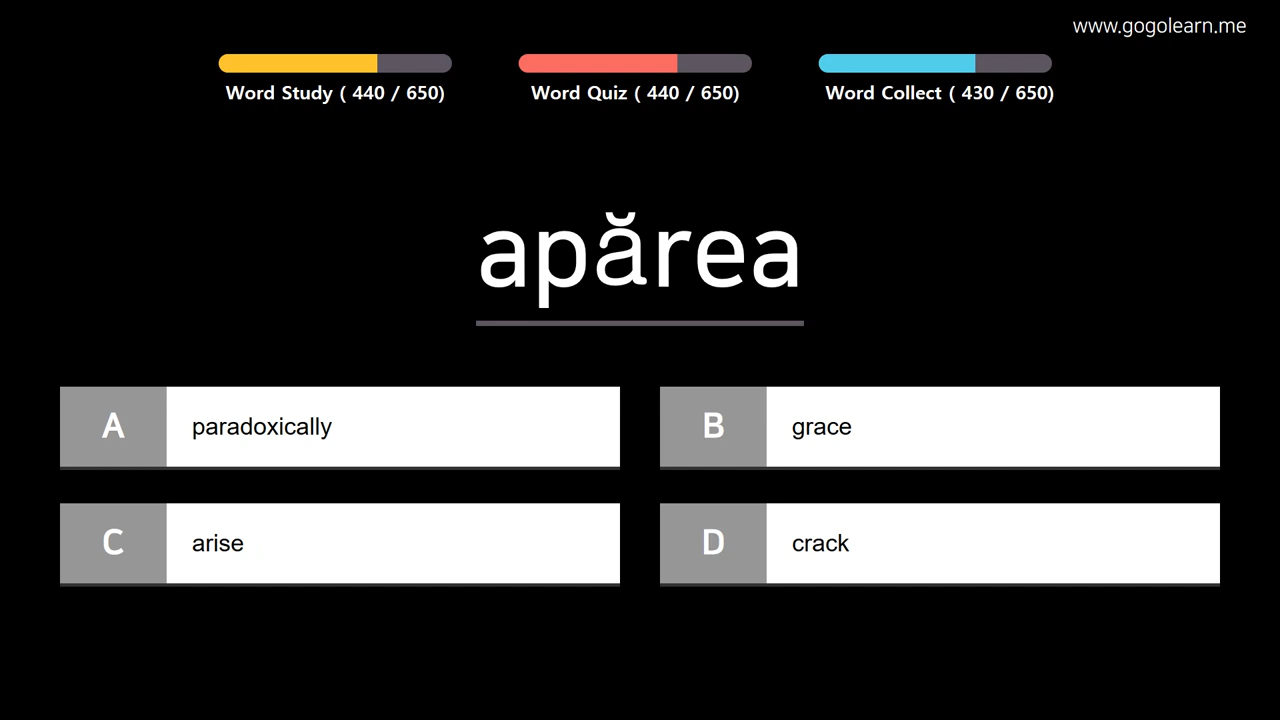 www.gogolearn.me
Word Study ( 440 / 650)
Word Quiz ( 440 / 650)
Word Collect ( 430 / 650)
apărea
A paradoxically
B grace
C arise
D crack